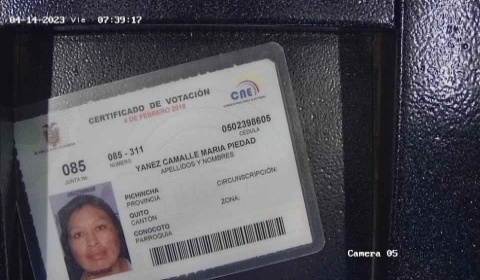 04-14-2023 Vie 07:39:17
CNE
CERTIFICADO DE VOTACIÓN
4 DE FEBRERO 2018
085
JUNTA No.
085 - 311
NÚMERO
0502398605
CÉDULA
YANEZ CAMALLE MARIA PIEDAD
APELLIDOS Y NOMBRES
PICHINCHA
PROVINCIA
CIRCUNSCRIPCIÓN:
QUITO
CANTÓN
ZONA:
CONOCOTO
PARROQUIA
Camera 05